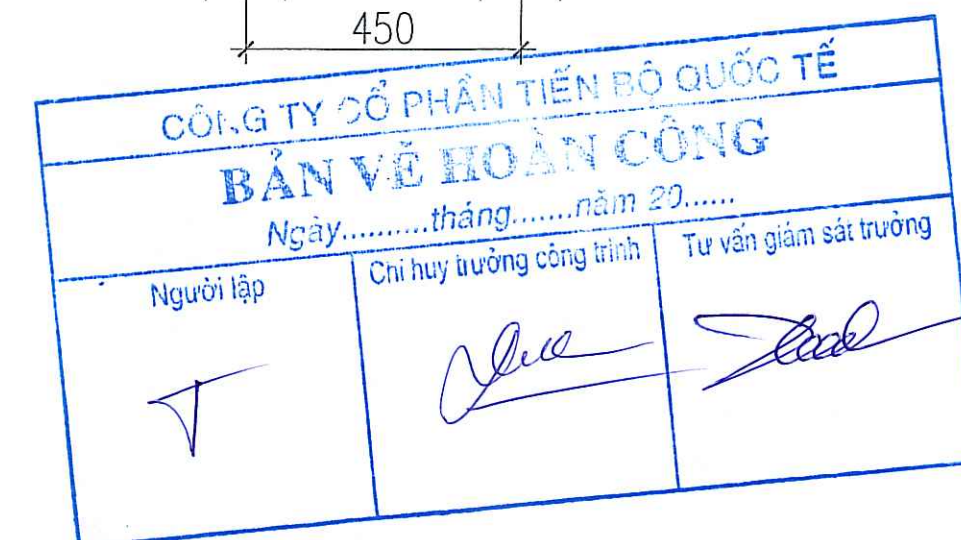 450
CÔNG TY CỔ PHẦN TIẾN BỘ QUỐC TẾ
BẢN VẼ HOÀN CÔNG
Ngày..........tháng.......năm 20......
Người lập
Chỉ huy trưởng công trình
Tư vấn giám sát trưởng